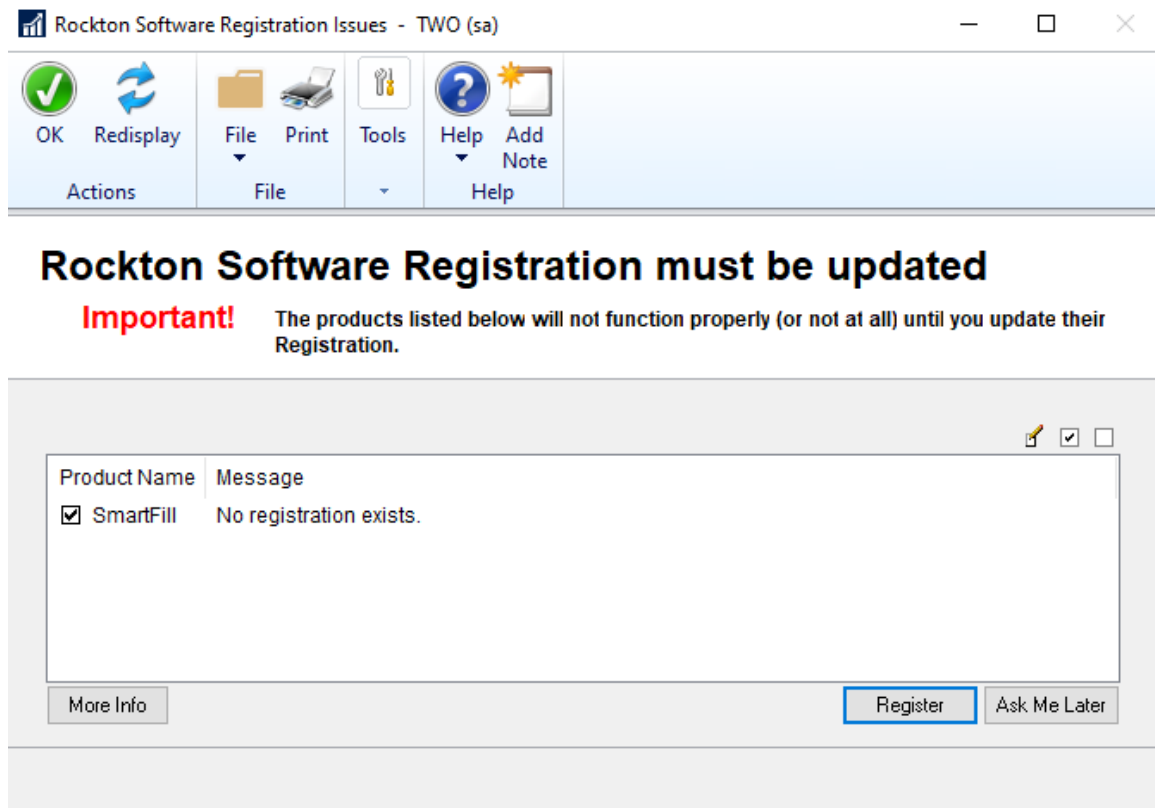 Rockton Software Registration Issues - TWO (sa)
OK Redisplay File Print Tools Help Add Note
Actions File Help
Rockton Software Registration must be updated
Important! The products listed below will not function properly (or not at all) until you update their
Registration.
Product Name Message
SmartFill No registration exists.
More Info Register Ask Me Later